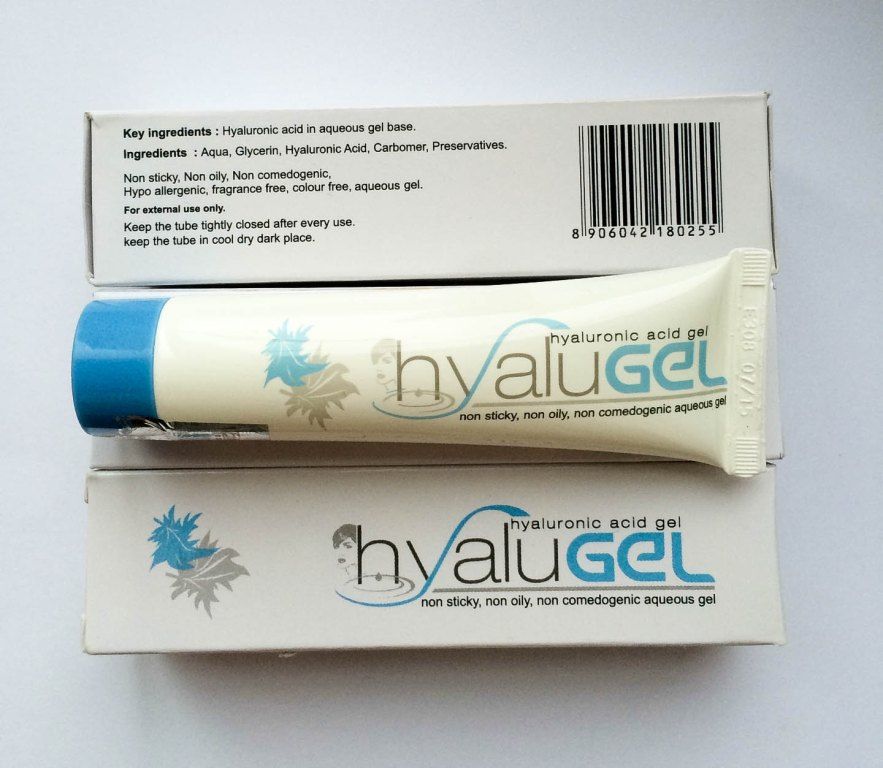 Key ingredients : Hyaluronic acid in aqueous gel base.
Ingredients : Aqua, Glycerin, Hyaluronic Acid, Carbomer, Preservatives.
Non sticky, Non oily, Non comedogenic,
Hypo allergenic, fragrance free, colour free, aqueous gel.
For external use only.
Keep the tube tightly closed after every use.
keep the tube in cool dry dark place.
8 906042 180255
hyaluronic acid gel
hyaluGEL
non sticky, non oily, non comedogenic aqueous gel
E308 07/15
hyaluronic acid gel
hyaluGEL
non sticky, non oily, non comedogenic aqueous gel